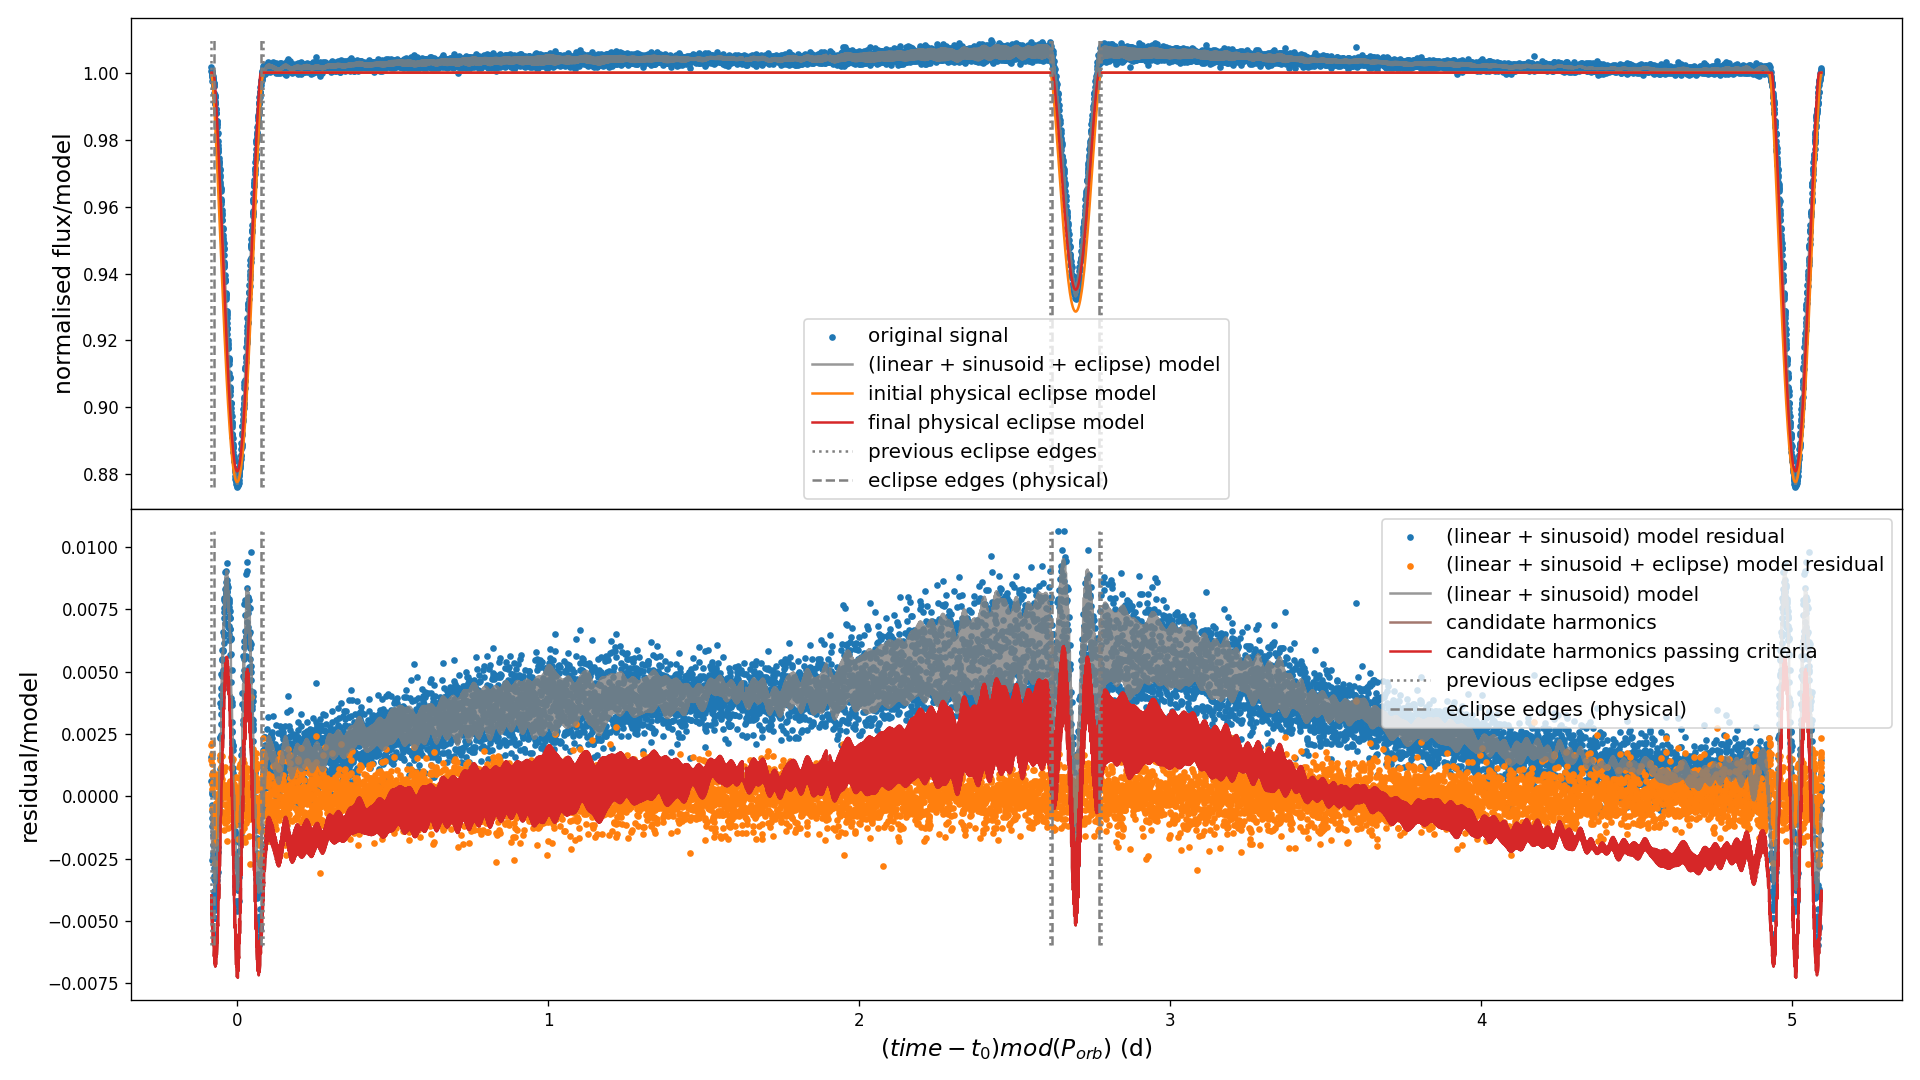 normalised flux/model
1.00
0.98
0.96
0.94
0.92
0.90
0.88
original signal
(linear + sinusoid + eclipse) model
initial physical eclipse model
final physical eclipse model
previous eclipse edges
eclipse edges (physical)
residual/model
0.0100
0.0075
0.0050
0.0025
0.0000
−0.0025
−0.0050
−0.0075
(linear + sinusoid) model residual
(linear + sinusoid + eclipse) model residual
(linear + sinusoid) model
candidate harmonics
candidate harmonics passing criteria
previous eclipse edges
eclipse edges (physical)
0 1 2 3 4 5
(time − t₀)mod(P_orb) (d)